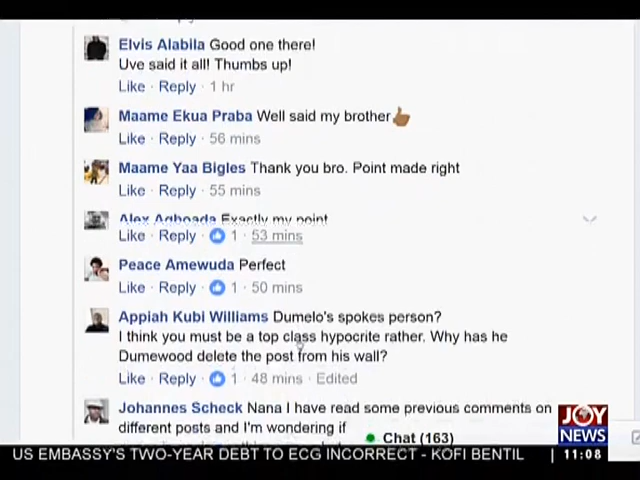 Elvis Alabila Good one there!
Uve said it all! Thumbs up!
Like · Reply · 1 hr
Maame Ekua Praba Well said my brother
Like · Reply · 56 mins
Maame Yaa Bigles Thank you bro. Point made right
Like · Reply · 55 mins
Alex Agboada Exactly my point
Like · Reply · 1 · 53 mins
Peace Amewuda Perfect
Like · Reply · 1 · 50 mins
Appiah Kubi Williams Dumelo's spokes person?
I think you must be a top class hypocrite rather. Why has he
Dumewood delete the post from his wall?
Like · Reply · 1 · 48 mins · Edited
Johannes Scheck Nana I have read some previous comments on
different posts and I'm wondering if
Chat (163)
JOY
NEWS
US EMBASSY'S TWO-YEAR DEBT TO ECG INCORRECT - KOFI BENTIL
11:08